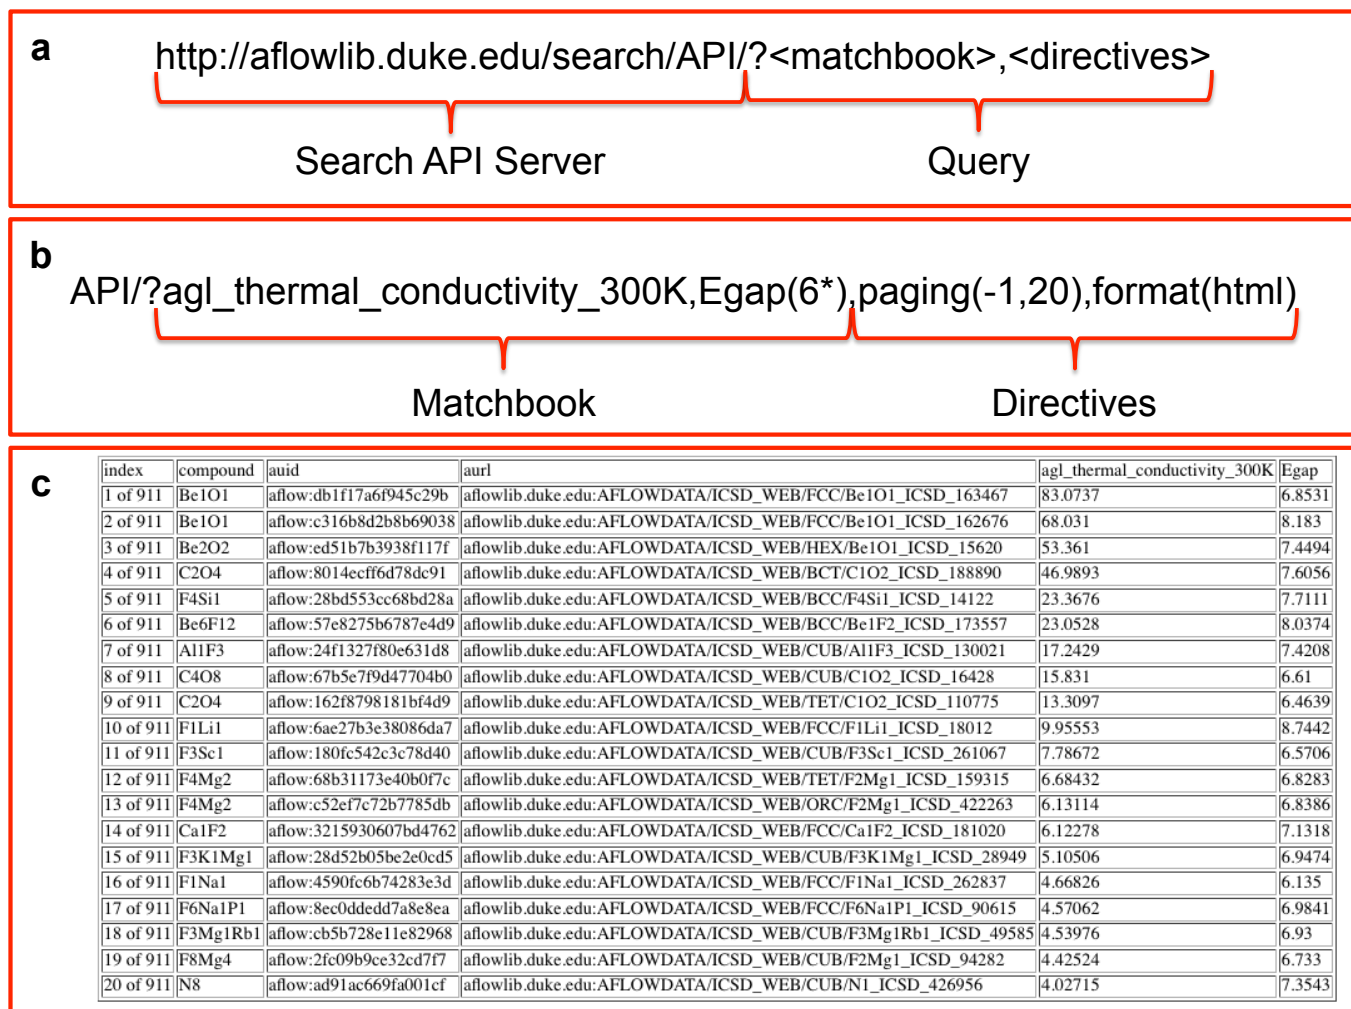 a
http://aflowlib.duke.edu/search/API/?<matchbook>,<directives>
Search API Server Query
b
API/?agl_thermal_conductivity_300K,Egap(6*),paging(-1,20),format(html)
Matchbook Directives
c
index compound auid aurl agl_thermal_conductivity_300K Egap
1 of 911 Be1O1 aflow:db1f17a6f945c29b aflowlib.duke.edu:AFLOWDATA/ICSD_WEB/FCC/Be1O1_ICSD_163467 83.0737 6.8531
2 of 911 Be1O1 aflow:c316b8d2b8b69038 aflowlib.duke.edu:AFLOWDATA/ICSD_WEB/FCC/Be1O1_ICSD_162676 68.031 8.183
3 of 911 Be2O2 aflow:ed51b7b3938f117f aflowlib.duke.edu:AFLOWDATA/ICSD_WEB/HEX/Be1O1_ICSD_15620 53.361 7.4494
4 of 911 C2O4 aflow:8014ecff6d78dc91 aflowlib.duke.edu:AFLOWDATA/ICSD_WEB/BCT/C1O2_ICSD_188890 46.9893 7.6056
5 of 911 F4Si1 aflow:28bd553cc68bd28a aflowlib.duke.edu:AFLOWDATA/ICSD_WEB/BCC/F4Si1_ICSD_14122 23.3676 7.7111
6 of 911 Be6F12 aflow:57e8275b6787e4d9 aflowlib.duke.edu:AFLOWDATA/ICSD_WEB/BCC/Be1F2_ICSD_173557 23.0528 8.0374
7 of 911 Al1F3 aflow:24f1327f80e631d8 aflowlib.duke.edu:AFLOWDATA/ICSD_WEB/CUB/Al1F3_ICSD_130021 17.2429 7.4208
8 of 911 C4O8 aflow:67b5e7f9d47704b0 aflowlib.duke.edu:AFLOWDATA/ICSD_WEB/CUB/C1O2_ICSD_16428 15.831 6.61
9 of 911 C2O4 aflow:162f8798181bf4d9 aflowlib.duke.edu:AFLOWDATA/ICSD_WEB/TET/C1O2_ICSD_110775 13.3097 6.4639
10 of 911 F1Li1 aflow:6ae27b3e38086da7 aflowlib.duke.edu:AFLOWDATA/ICSD_WEB/FCC/F1Li1_ICSD_18012 9.95553 8.7442
11 of 911 F3Sc1 aflow:180fc542c3c78d40 aflowlib.duke.edu:AFLOWDATA/ICSD_WEB/CUB/F3Sc1_ICSD_261067 7.78672 6.5706
12 of 911 F4Mg2 aflow:68b31173e40b0f7c aflowlib.duke.edu:AFLOWDATA/ICSD_WEB/TET/F2Mg1_ICSD_159315 6.68432 6.8283
13 of 911 F4Mg2 aflow:c52ef7c72b7785db aflowlib.duke.edu:AFLOWDATA/ICSD_WEB/ORC/F2Mg1_ICSD_422263 6.13114 6.8386
14 of 911 Ca1F2 aflow:3215930607bd4762 aflowlib.duke.edu:AFLOWDATA/ICSD_WEB/FCC/Ca1F2_ICSD_181020 6.12278 7.1318
15 of 911 F3K1Mg1 aflow:28d52b05be2e0cd5 aflowlib.duke.edu:AFLOWDATA/ICSD_WEB/CUB/F3K1Mg1_ICSD_28949 5.10506 6.9474
16 of 911 F1Na1 aflow:4590fc6b74283e3d aflowlib.duke.edu:AFLOWDATA/ICSD_WEB/FCC/F1Na1_ICSD_262837 4.66826 6.135
17 of 911 F6Na1P1 aflow:8ec0ddedd7a8e8ea aflowlib.duke.edu:AFLOWDATA/ICSD_WEB/FCC/F6Na1P1_ICSD_90615 4.57062 6.9841
18 of 911 F3Mg1Rb1 aflow:cb5b728e11e82968 aflowlib.duke.edu:AFLOWDATA/ICSD_WEB/CUB/F3Mg1Rb1_ICSD_49585 4.53976 6.93
19 of 911 F8Mg4 aflow:2fc09b9ce32cd7f7 aflowlib.duke.edu:AFLOWDATA/ICSD_WEB/CUB/F2Mg1_ICSD_94282 4.42524 6.733
20 of 911 N8 aflow:ad91ac669fa001cf aflowlib.duke.edu:AFLOWDATA/ICSD_WEB/CUB/N1_ICSD_426956 4.02715 7.3543